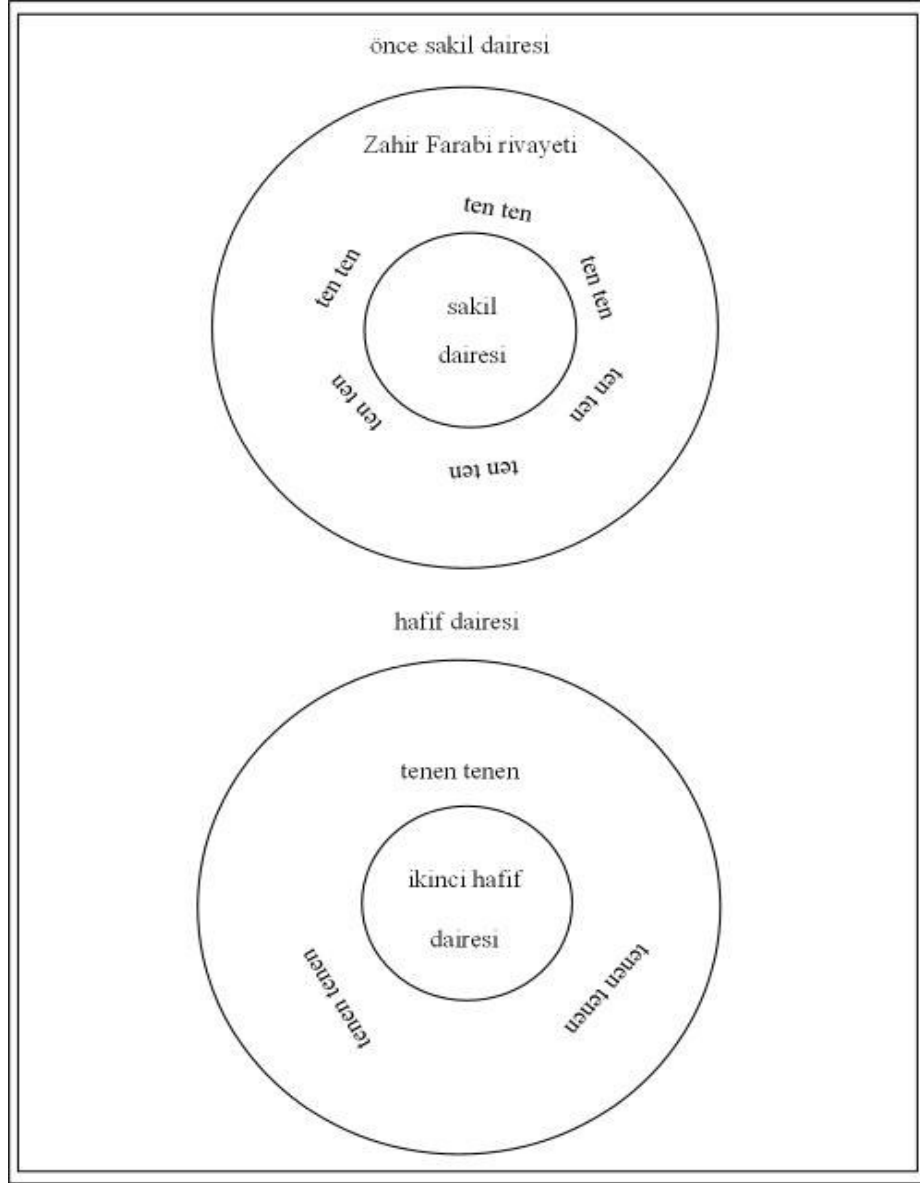 önce sakil dairesi
Zahir Farabi rivayeti
ten ten
ten ten
ten ten
ten ten
ten ten
ten ten
sakil
dairesi
hafif dairesi
tenen tenen
tenen tenen
tenen tenen
ikinci hafif
dairesi